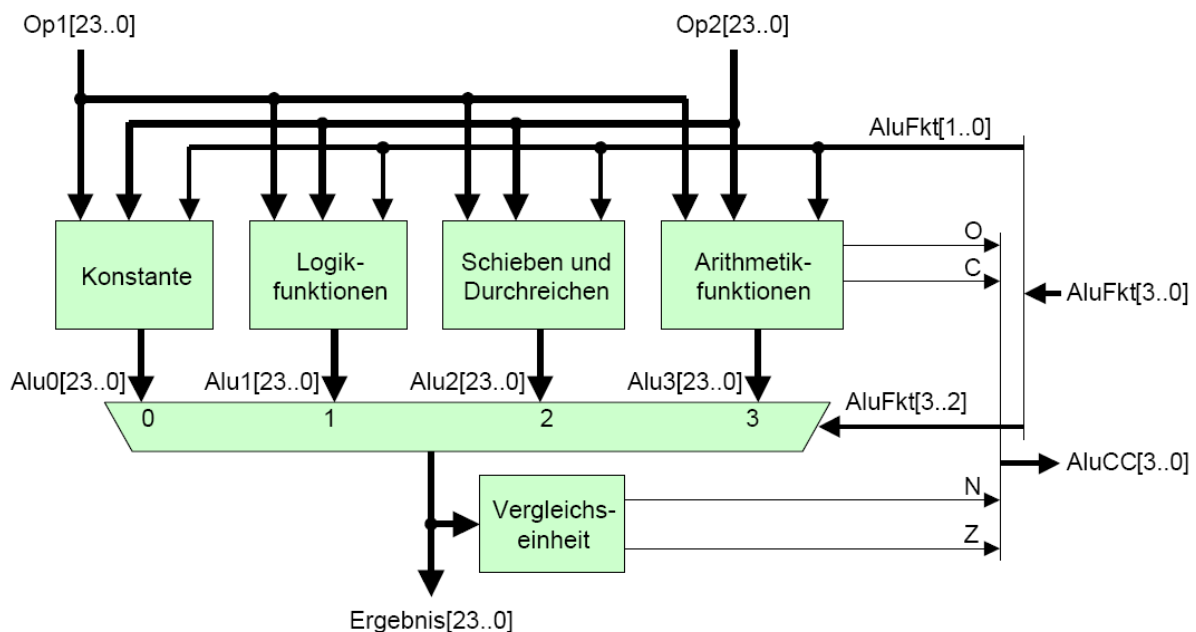 Op1[23..0]
Op2[23..0]
AluFkt[1..0]
Konstante
Logik-
funktionen
Schieben und
Durchreichen
Arithmetik-
funktionen
O
C
AluFkt[3..0]
Alu0[23..0]
Alu1[23..0]
Alu2[23..0]
Alu3[23..0]
AluFkt[3..2]
0
1
2
3
AluCC[3..0]
Vergleichs-
einheit
N
Z
Ergebnis[23..0]